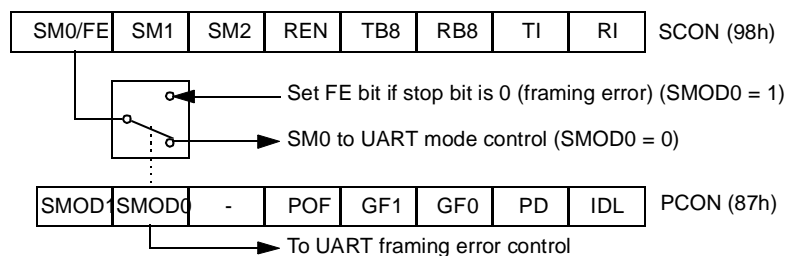 SM0/FE SM1 SM2 REN TB8 RB8 TI RI SCON (98h)
Set FE bit if stop bit is 0 (framing error) (SMOD0 = 1)
SM0 to UART mode control (SMOD0 = 0)
SMOD1 SMOD0 - POF GF1 GF0 PD IDL PCON (87h)
To UART framing error control